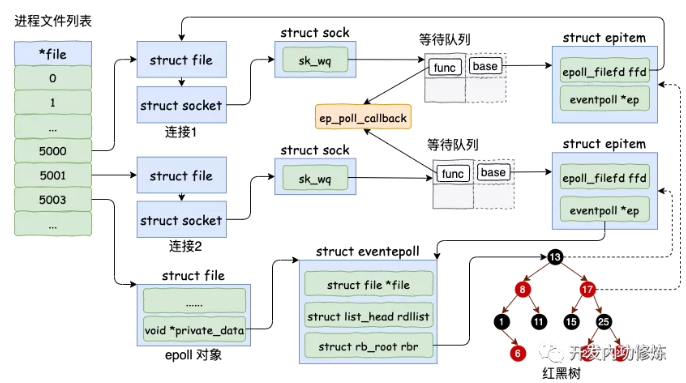 进程文件列表
*file
0
1
...
5000
5001
5003
...
struct file
struct socket
连接1
struct sock
sk_wq
等待队列
func
base
struct epitem
epoll_filefd ffd
eventpoll *ep
ep_poll_callback
struct file
struct socket
连接2
struct sock
sk_wq
等待队列
func
base
struct epitem
epoll_filefd ffd
eventpoll *ep
struct file
......
void *private_data
epoll 对象
struct eventepoll
struct file *file
struct list_head rdllist
struct rb_root rbr
13
8
17
1
11
15
25
6
红黑树
开发内功修炼